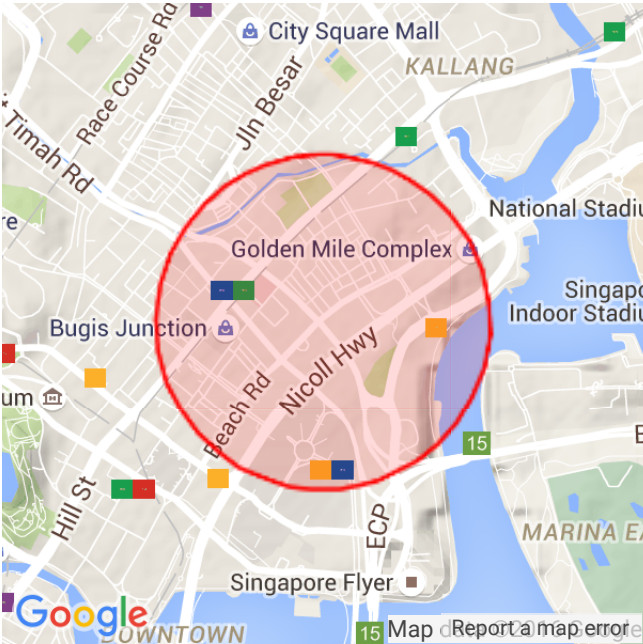 City Square Mall
KALLANG
Race Course Rd
Jln Besar
Timah Rd
National Stadiu
re
Golden Mile Complex
Singapo
Indoor Stadiu
Bugis Junction
Nicoll Hwy
Beach Rd
um
15
E
Hill St
ECP
MARINA EA
Singapore Flyer
Google
OWNTOWN
15
Map
Report a map error